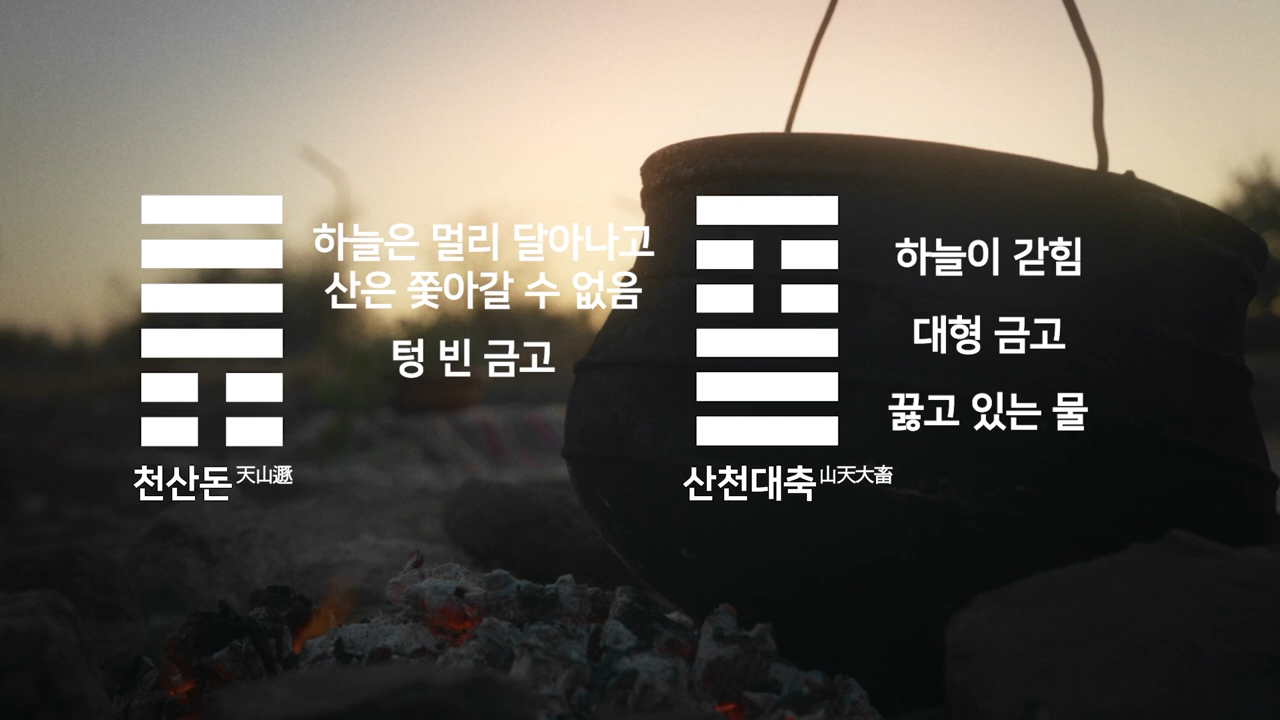 하늘은 멀리 달아나고
산은 쫓아갈 수 없음
텅 빈 금고
천산돈 天山遯
하늘이 갇힘
대형 금고
끓고 있는 물
산천대축 山天大畜